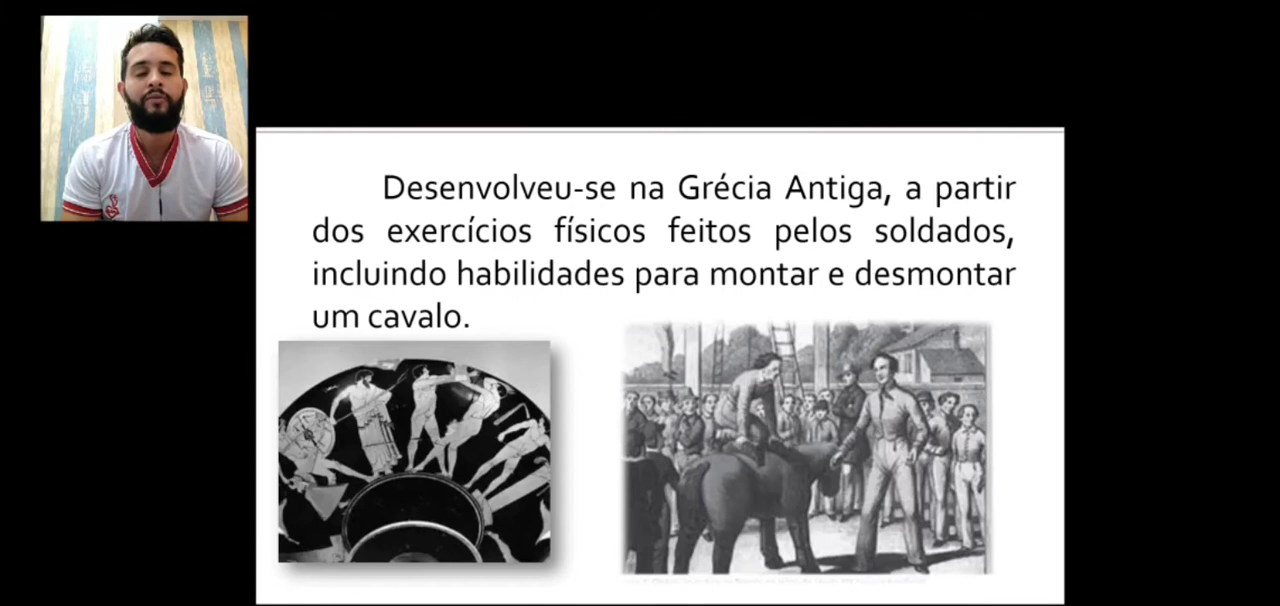 Desenvolveu-se na Grécia Antiga, a partir
dos exercícios físicos feitos pelos soldados,
incluindo habilidades para montar e desmontar
um cavalo.